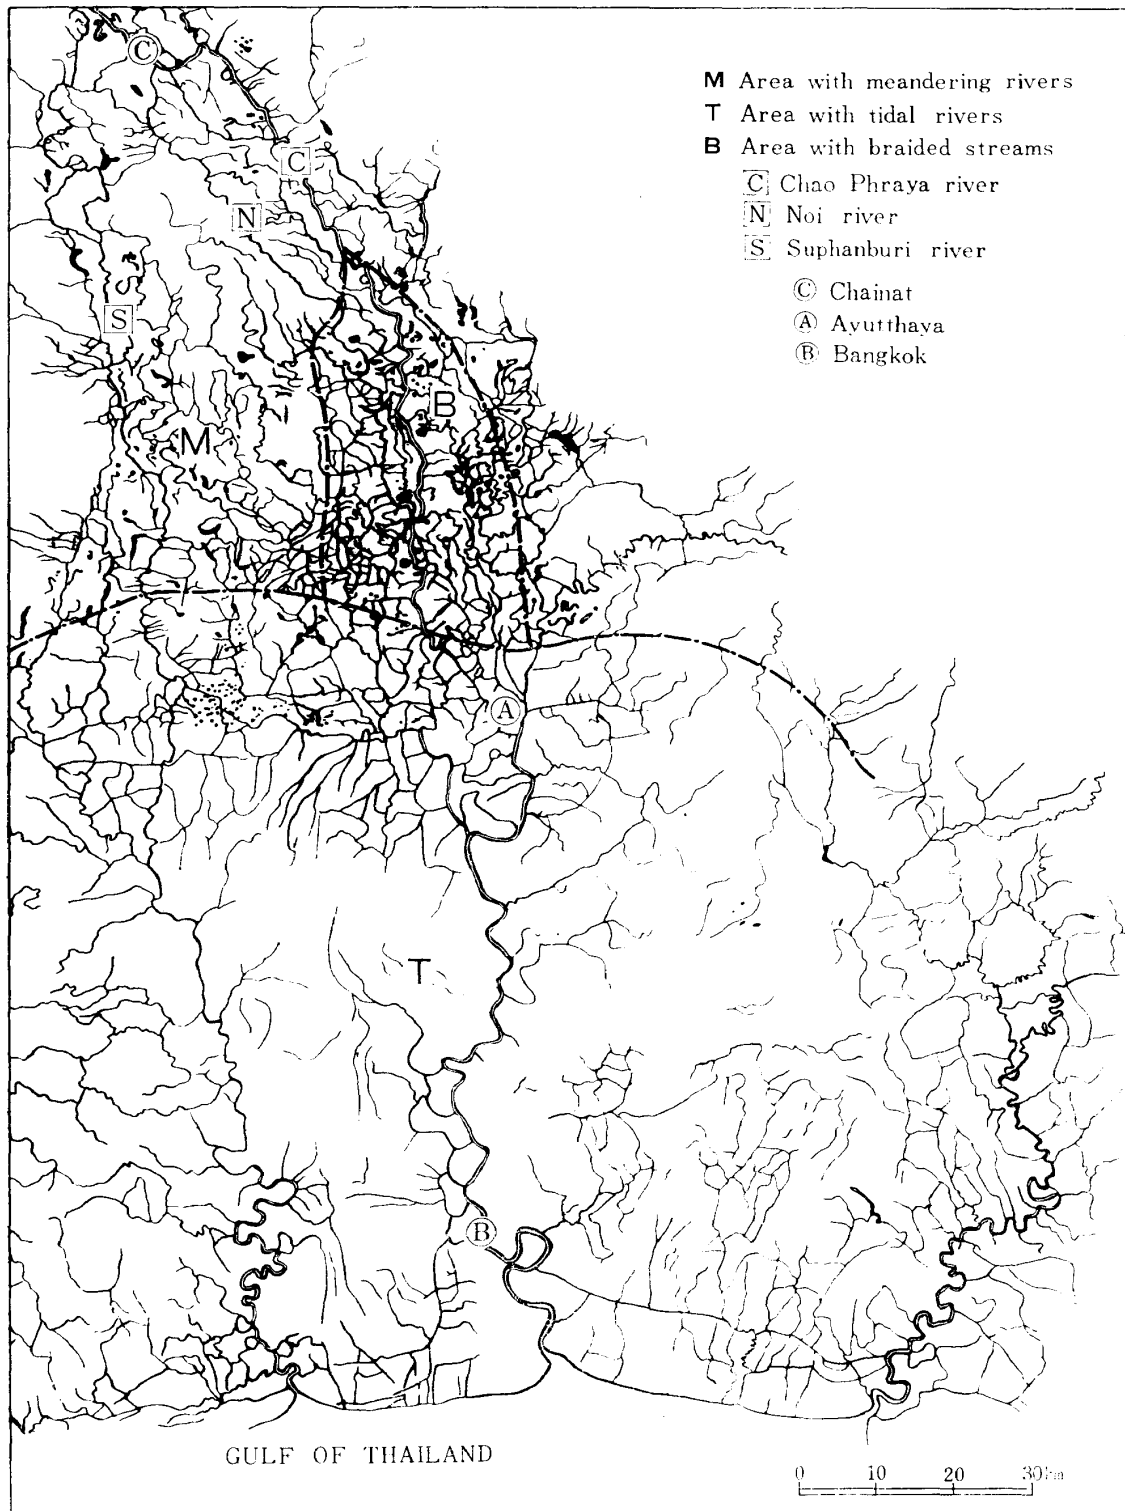 M Area with meandering rivers
T Area with tidal rivers
B Area with braided streams
C Chao Phraya river
N Noi river
S Suphanburi river
C Chainat
A Ayutthaya
B Bangkok
C
C
N
S
B
M
A
T
B
GULF OF THAILAND
0 10 20 30km